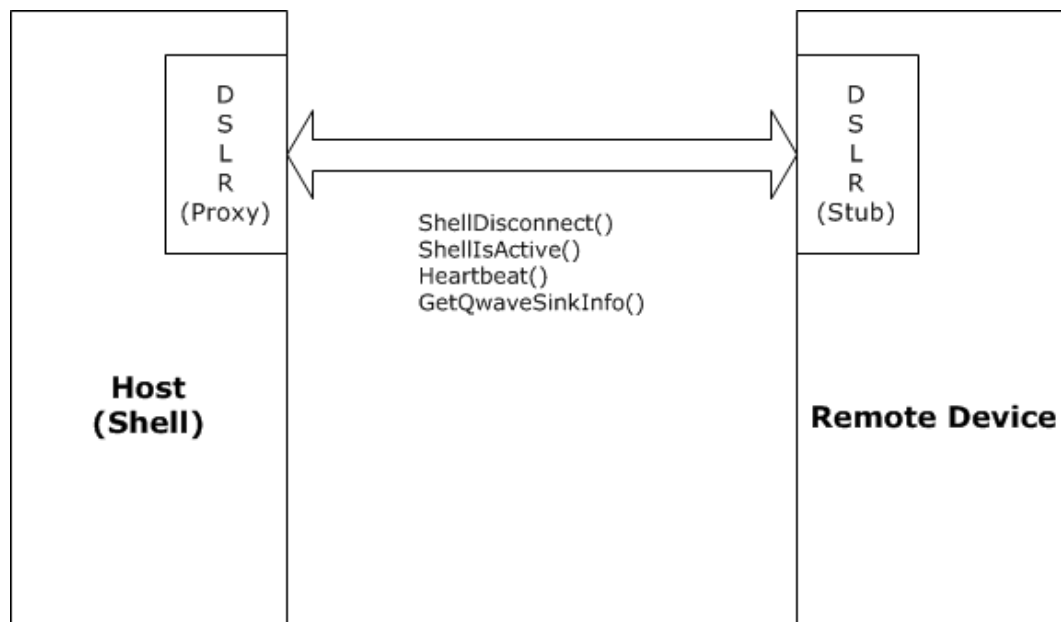 D
S
L
R
(Proxy)
D
S
L
R
(Stub)
ShellDisconnect()
ShellIsActive()
Heartbeat()
GetQwaveSinkInfo()
Host
(Shell)
Remote Device